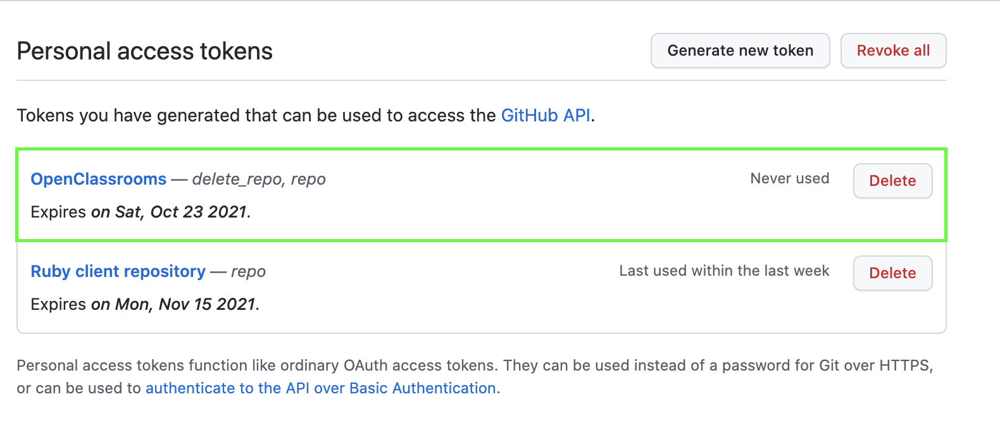 Personal access tokens
Generate new token
Revoke all
Tokens you have generated that can be used to access the GitHub API.
OpenClassrooms — delete_repo, repo
Never used
Delete
Expires on Sat, Oct 23 2021.
Ruby client repository — repo
Last used within the last week
Delete
Expires on Mon, Nov 15 2021.
Personal access tokens function like ordinary OAuth access tokens. They can be used instead of a password for Git over HTTPS,
or can be used to authenticate to the API over Basic Authentication.